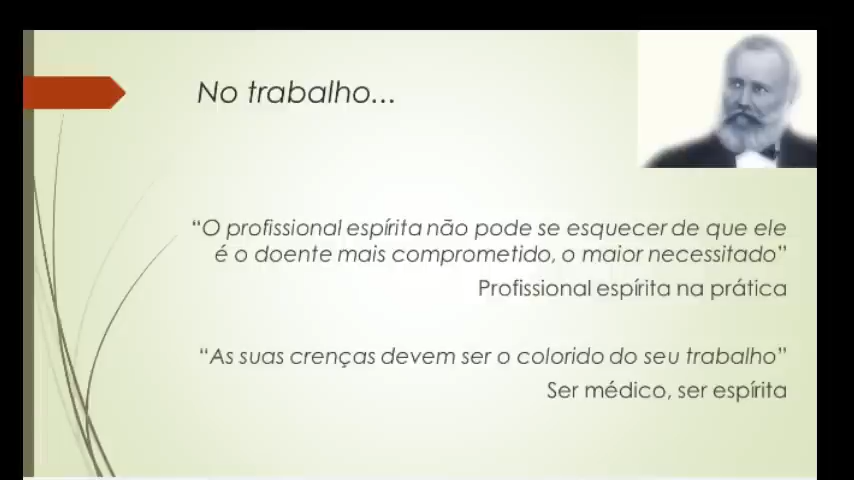 No trabalho...
“O profissional espírita não pode se esquecer de que ele
é o doente mais comprometido, o maior necessitado”
Profissional espírita na prática
“As suas crenças devem ser o colorido do seu trabalho”
Ser médico, ser espírita